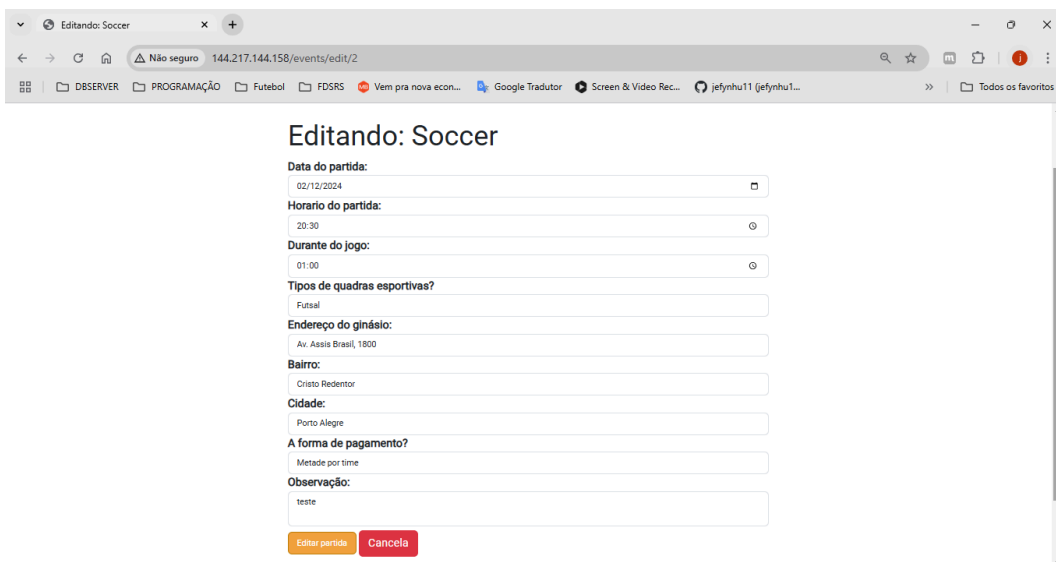 Editando: Soccer
Não seguro 144.217.144.158/events/edit/2
DBSERVER PROGRAMAÇÃO Futebol FDSRS Vem pra nova econ... Google Tradutor Screen & Video Rec... jefynhu11 (jefynhu1... » Todos os favoritos
Editando: Soccer
Data do partida:
02/12/2024
Horario do partida:
20:30
Durante do jogo:
01:00
Tipos de quadras esportivas?
Futsal
Endereço do ginásio:
Av. Assis Brasil, 1800
Bairro:
Cristo Redentor
Cidade:
Porto Alegre
A forma de pagamento?
Metade por time
Observação:
teste
Editar partida Cancela